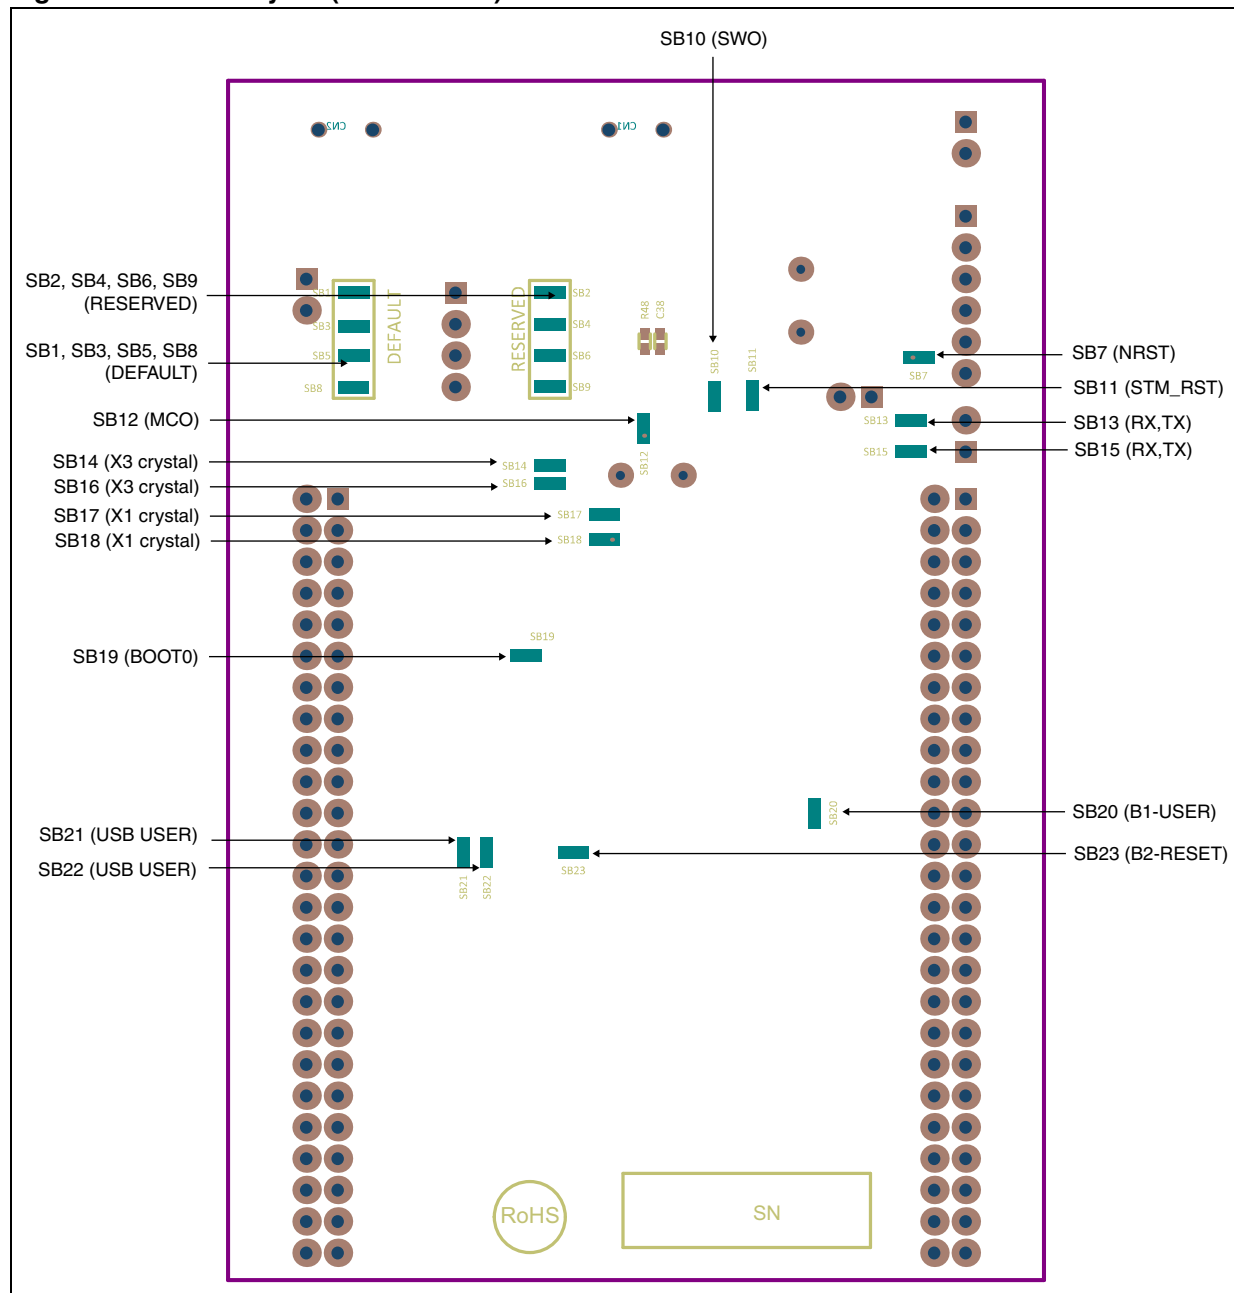 SB10 (SWO)
CN2
CN1
SB2, SB4, SB6, SB9
(RESERVED)
SB1, SB3, SB5, SB8
(DEFAULT)
SB12 (MCO)
SB14 (X3 crystal)
SB16 (X3 crystal)
SB17 (X1 crystal)
SB18 (X1 crystal)
SB19 (BOOT0)
SB21 (USB USER)
SB22 (USB USER)
SB1
SB3
SB5
SB8
DEFAULT
RESERVED
SB2
SB4
SB6
SB9
R48
C38
SB10
SB11
SB12
SB7
SB13
SB15
SB14
SB16
SB17
SB18
SB19
SB20
SB21
SB22
SB23
SB7 (NRST)
SB11 (STM_RST)
SB13 (RX,TX)
SB15 (RX,TX)
SB20 (B1-USER)
SB23 (B2-RESET)
RoHS
SN